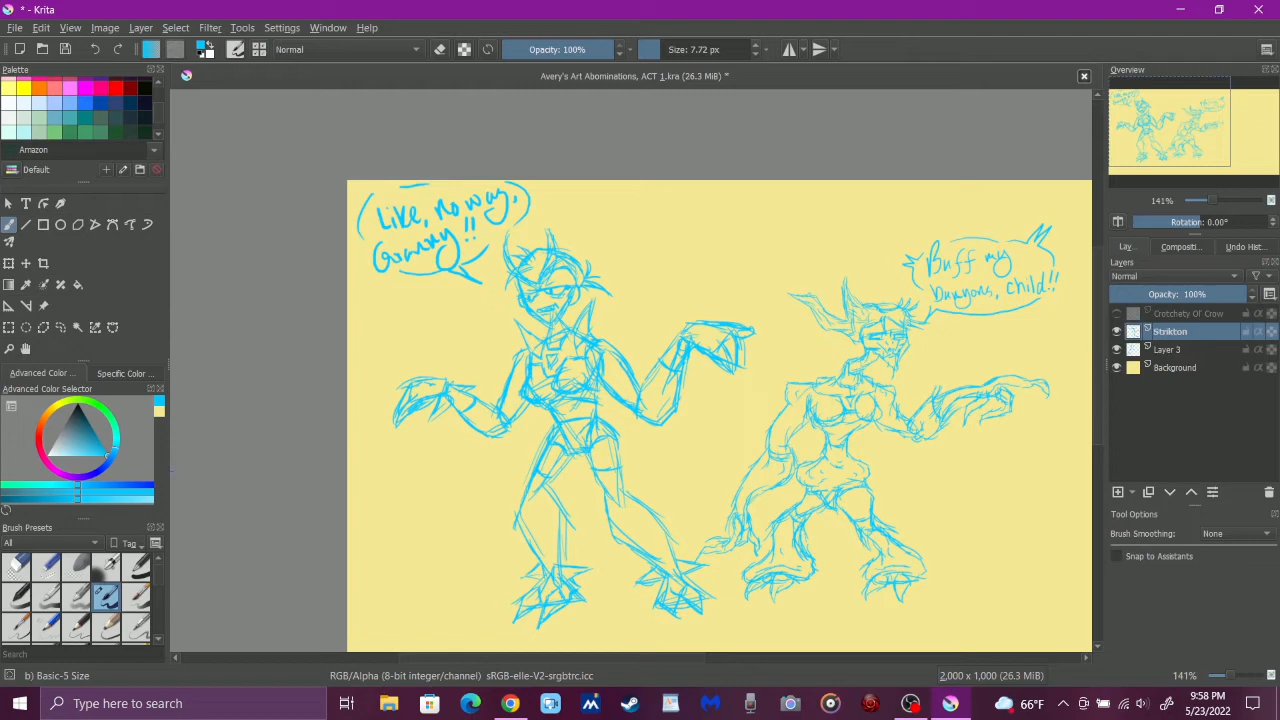 * - Krita
File Edit View Image Layer Select Filter Tools Settings Window Help
Normal Opacity: 100% Size: 7.72 px
Palette
Avery's Art Abominations, ACT 1.kra (26.3 MiB) *
Overview
Amazon
Default
141%
Rotation: 0.00°
Lay... Compositi... Undo Hist...
Layers
Normal
Opacity: 100%
Crotchety Ol' Crow
Strikton
Layer 3
Background
Tool Options
Brush Smoothing: None
Snap to Assistants
Like, No way,
Granny!!
Buff my
Bunyons, child!!
Advanced Color ... Specific Color ...
Advanced Color Selector
Brush Presets
All Tag
Search
(b) Basic-5 Size
RGB/Alpha (8-bit integer/channel) sRGB-elle-V2-srgbtrc.icc
2,000 x 1,000 (26.3 MiB)
141%
Type here to search
66°F
9:58 PM
5/23/2022